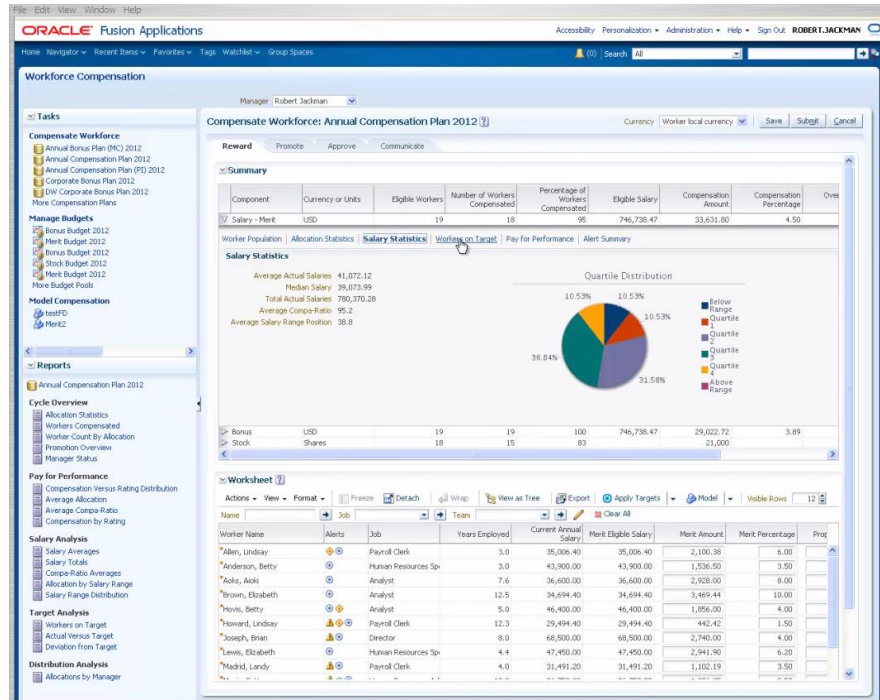 File Edit View Window Help
ORACLE Fusion Applications
Accessibility Personalization Administration Help Sign Out ROBERT.JACKMAN
Home Navigator Recent Items Favorites Tags Watchlist Group Spaces
(0) Search All
Workforce Compensation
Manager Robert Jackman
Tasks
Compensate Workforce
Annual Bonus Plan (MC) 2012
Annual Compensation Plan 2012
Annual Compensation Plan (PI) 2012
Corporate Bonus Plan 2012
DW Corporate Bonus Plan 2012
More Compensation Plans
Manage Budgets
Bonus Budget 2012
Merit Budget 2012
Bonus Budget 2012
Stock Budget 2012
Merit Budget 2012
More Budget Pools
Model Compensation
testFD
Merit2
Reports
Annual Compensation Plan 2012
Cycle Overview
Allocation Statistics
Workers Compensated
Worker Count By Allocation
Promotion Overview
Manager Status
Pay for Performance
Compensation Versus Rating Distribution
Average Allocation
Average Compa-Ratio
Compensation by Rating
Salary Analysis
Salary Averages
Salary Totals
Compa-Ratio Averages
Allocation by Salary Range
Salary Range Distribution
Target Analysis
Workers on Target
Actual Versus Target
Deviation from Target
Distribution Analysis
Allocations by Manager
Compensate Workforce: Annual Compensation Plan 2012 ?
Currency Worker local currency Save Submit Cancel
Reward Promote Approve Communicate
Summary
Component Currency or Units Eligible Workers Number of Workers Compensated Percentage of Workers Compensated Eligible Salary Compensation Amount Compensation Percentage
Salary - Merit USD 19 18 95 746,738.47 33,631.80 4.50
Worker Population Allocation Statistics Salary Statistics Workers on Target Pay for Performance Alert Summary
Salary Statistics
Average Actual Salaries 41,072.12
Median Salary 39,073.99
Total Actual Salaries 780,370.28
Average Compa-Ratio 95.2
Average Salary Range Position 38.8
Quartile Distribution
10.53% 10.53%
10.53%
36.84%
31.58%
Below Range
Quartile 1
Quartile 2
Quartile 3
Quartile 4
Above Range
Bonus USD 19 19 100 746,738.47 29,022.72 3.89
Stock Shares 18 15 83 21,000
Worksheet ?
Actions View Format Freeze Detach Wrap View as Tree Export Apply Targets Model Visible Rows 12
Name Job Team Clear All
Worker Name Alerts Job Years Employed Current Annual Salary Merit Eligible Salary Merit Amount Merit Percentage
Allen, Lindsay Payroll Clerk 3.0 35,006.40 35,006.40 2,100.38 6.00
Anderson, Betty Human Resources Sp 3.0 43,900.00 43,900.00 1,536.50 3.50
Aoks, Aioki Analyst 7.6 36,600.00 36,600.00 2,928.00 8.00
Brown, Elizabeth Analyst 12.5 34,694.40 34,694.40 3,469.44 10.00
Hovis, Betty Analyst 5.0 46,400.00 46,400.00 1,856.00 4.00
Howard, Lindsay Payroll Clerk 12.3 29,494.40 29,494.40 442.42 1.50
Joseph, Brian Director 8.0 68,500.00 68,500.00 2,740.00 4.00
Lewis, Elizabeth Human Resources Sp 4.4 47,450.00 47,450.00 2,941.90 6.20
Madrid, Landy Payroll Clerk 4.0 31,491.20 31,491.20 1,102.19 3.50